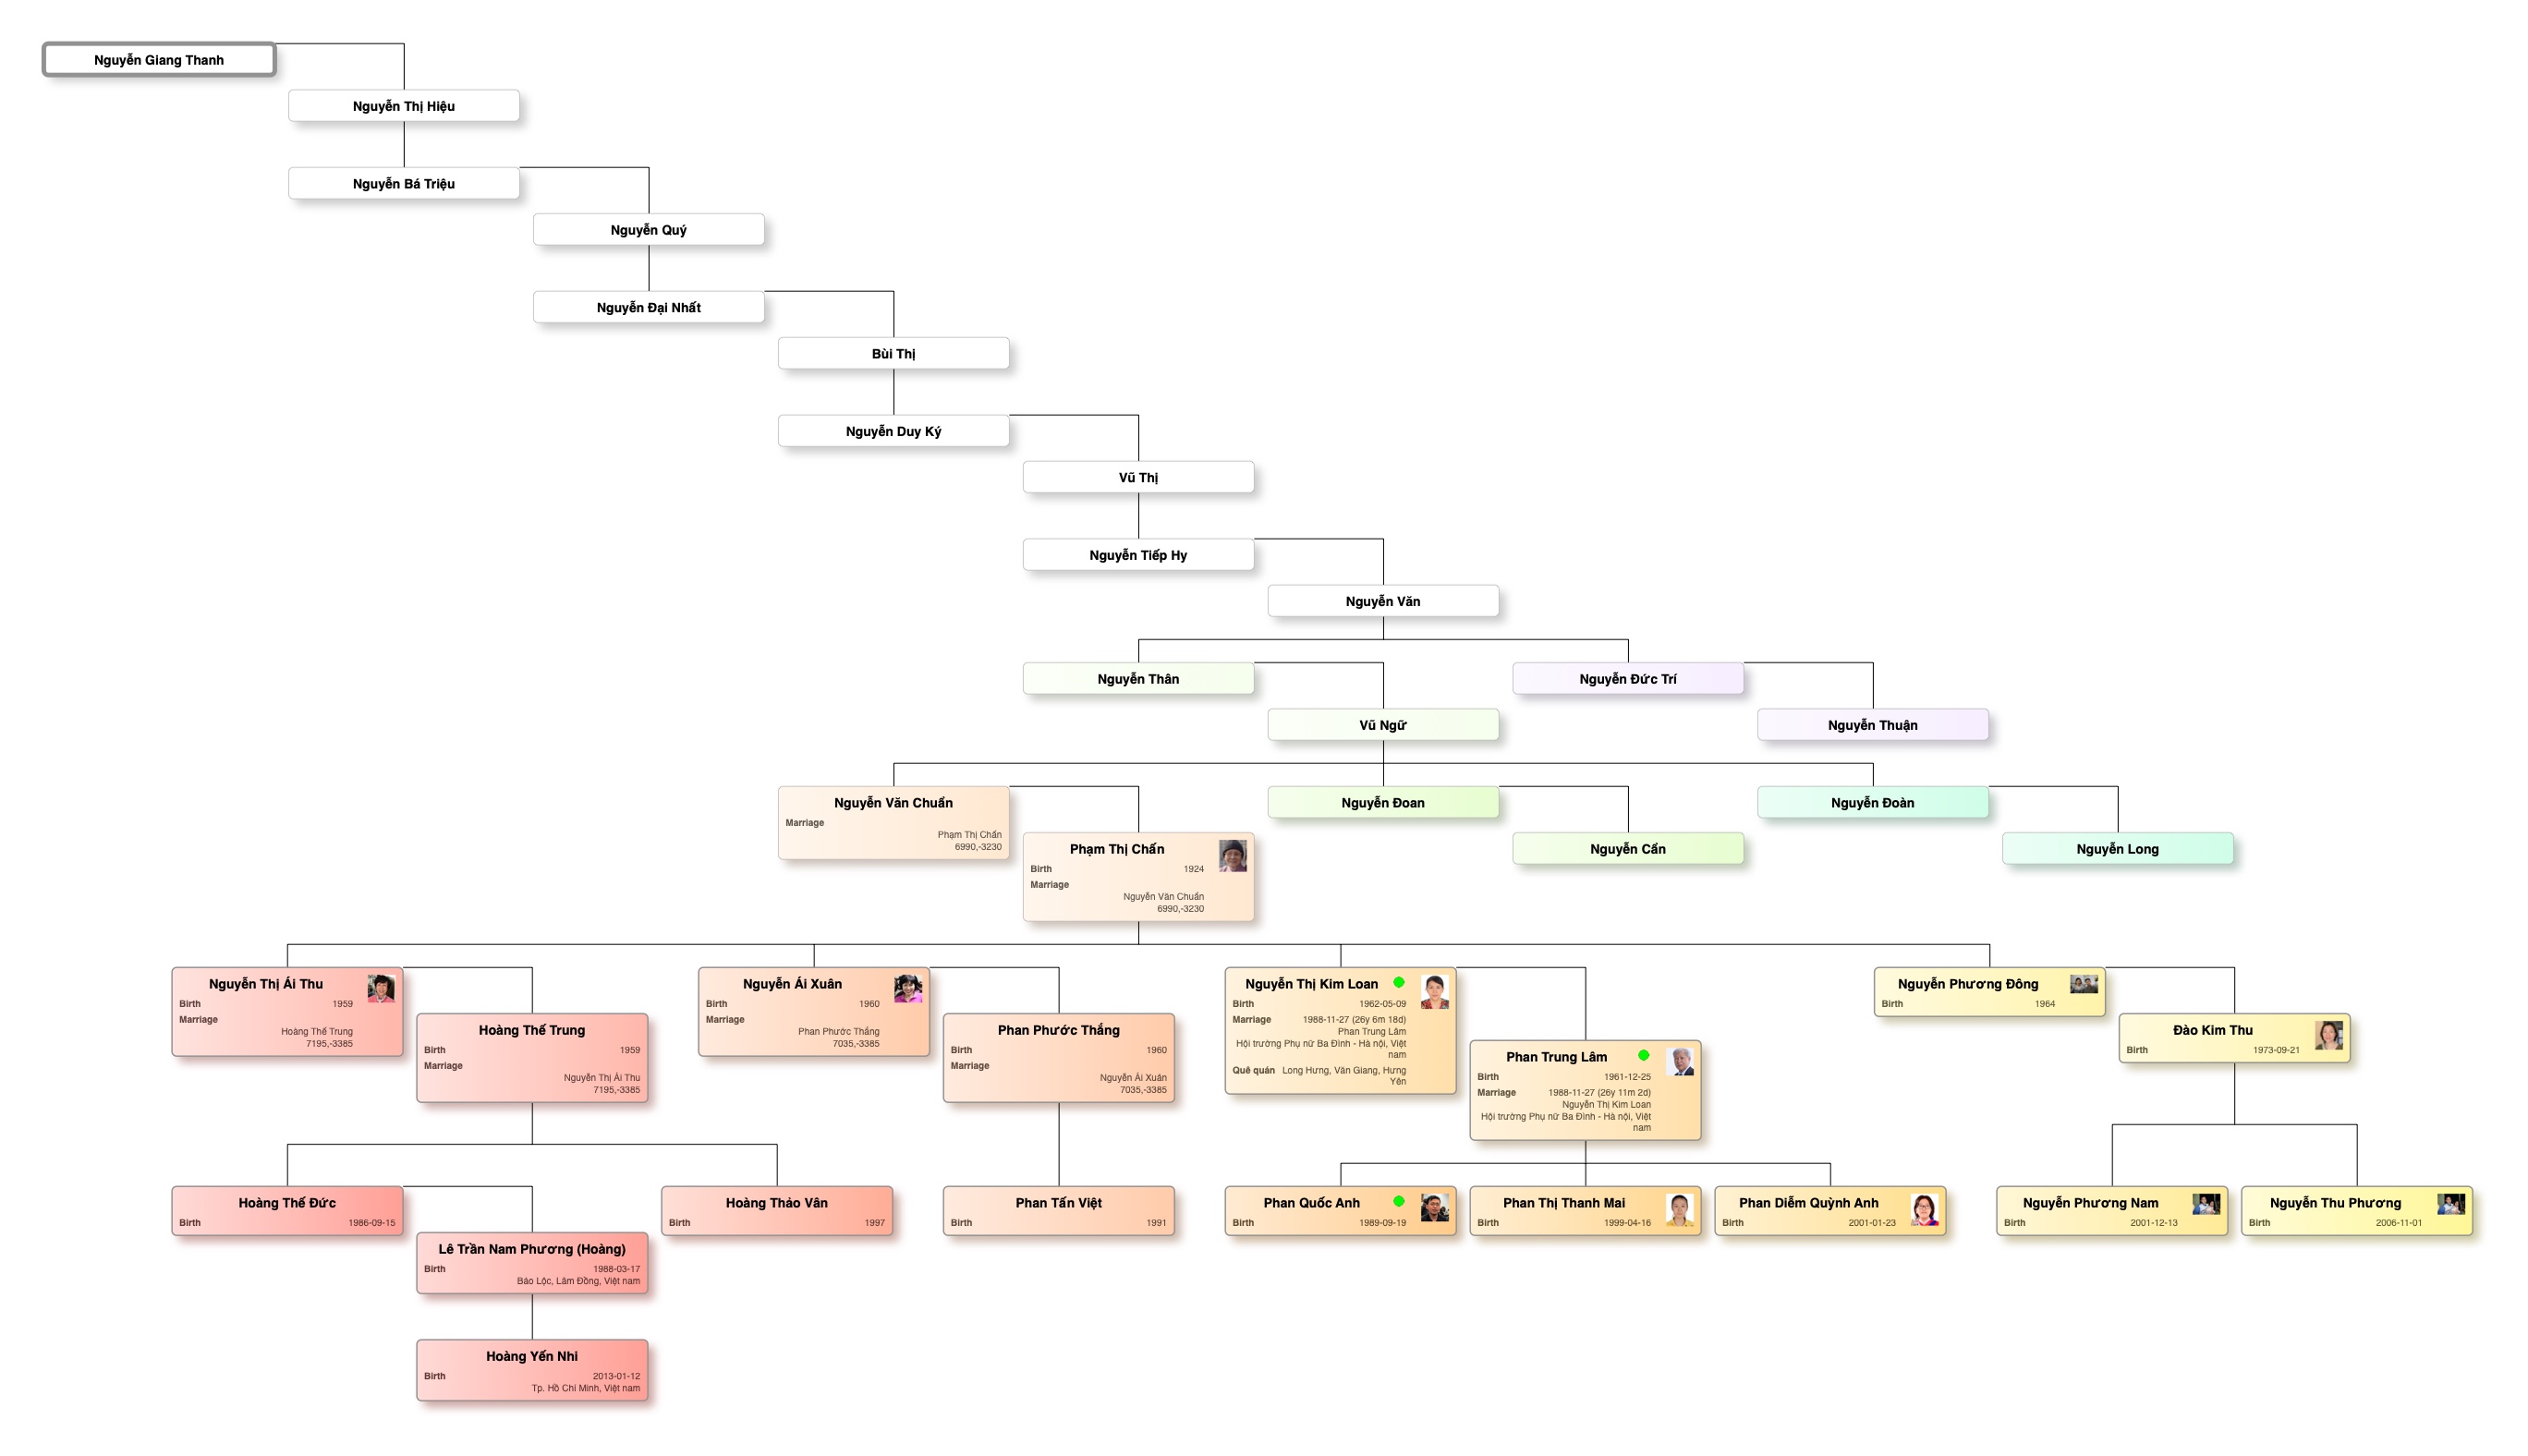 Nguyễn Giang Thanh
Nguyễn Thị Hiệu
Nguyễn Bá Triệu
Nguyễn Quý
Nguyễn Đại Nhất
Bùi Thị
Nguyễn Duy Ký
Vũ Thị
Nguyễn Tiếp Hy
Nguyễn Văn
Nguyễn Thân
Nguyễn Đức Trí
Vũ Ngữ
Nguyễn Thuận
Nguyễn Văn Chuẩn
Marriage
Phạm Thị Chấn
6990,-3230
Nguyễn Đoan
Nguyễn Đoàn
Phạm Thị Chấn
Birth 1924
Marriage
Nguyễn Văn Chuẩn
6990,-3230
Nguyễn Cẩn
Nguyễn Long
Nguyễn Thị Ái Thu
Birth 1959
Marriage
Hoàng Thế Trung
7195,-3385
Hoàng Thế Trung
Birth 1959
Marriage
Nguyễn Thị Ái Thu
7195,-3385
Nguyễn Ái Xuân
Birth 1960
Marriage
Phan Phước Thắng
7035,-3385
Phan Phước Thắng
Birth 1960
Marriage
Nguyễn Ái Xuân
7035,-3385
Nguyễn Thị Kim Loan
Birth 1962-05-09
Marriage 1988-11-27 (26y 6m 18d)
Phan Trung Lâm
Hội trường Phụ nữ Ba Đình - Hà nội, Việt
nam
Quê quán Long Hưng, Văn Giang, Hưng
Yên
Phan Trung Lâm
Birth 1961-12-25
Marriage 1988-11-27 (26y 11m 2d)
Nguyễn Thị Kim Loan
Hội trường Phụ nữ Ba Đình - Hà nội, Việt
nam
Nguyễn Phương Đông
Birth 1964
Đào Kim Thu
Birth 1973-09-21
Hoàng Thế Đức
Birth 1986-09-15
Hoàng Thảo Vân
Birth 1997
Phan Tấn Việt
Birth 1991
Phan Quốc Anh
Birth 1989-09-19
Phan Thị Thanh Mai
Birth 1999-04-16
Phan Diễm Quỳnh Anh
Birth 2001-01-23
Nguyễn Phương Nam
Birth 2001-12-13
Nguyễn Thu Phương
Birth 2006-11-01
Lê Trần Nam Phương (Hoàng)
Birth 1988-03-17
Bảo Lộc, Lâm Đồng, Việt nam
Hoàng Yến Nhi
Birth 2013-01-12
Tp. Hồ Chí Minh, Việt nam